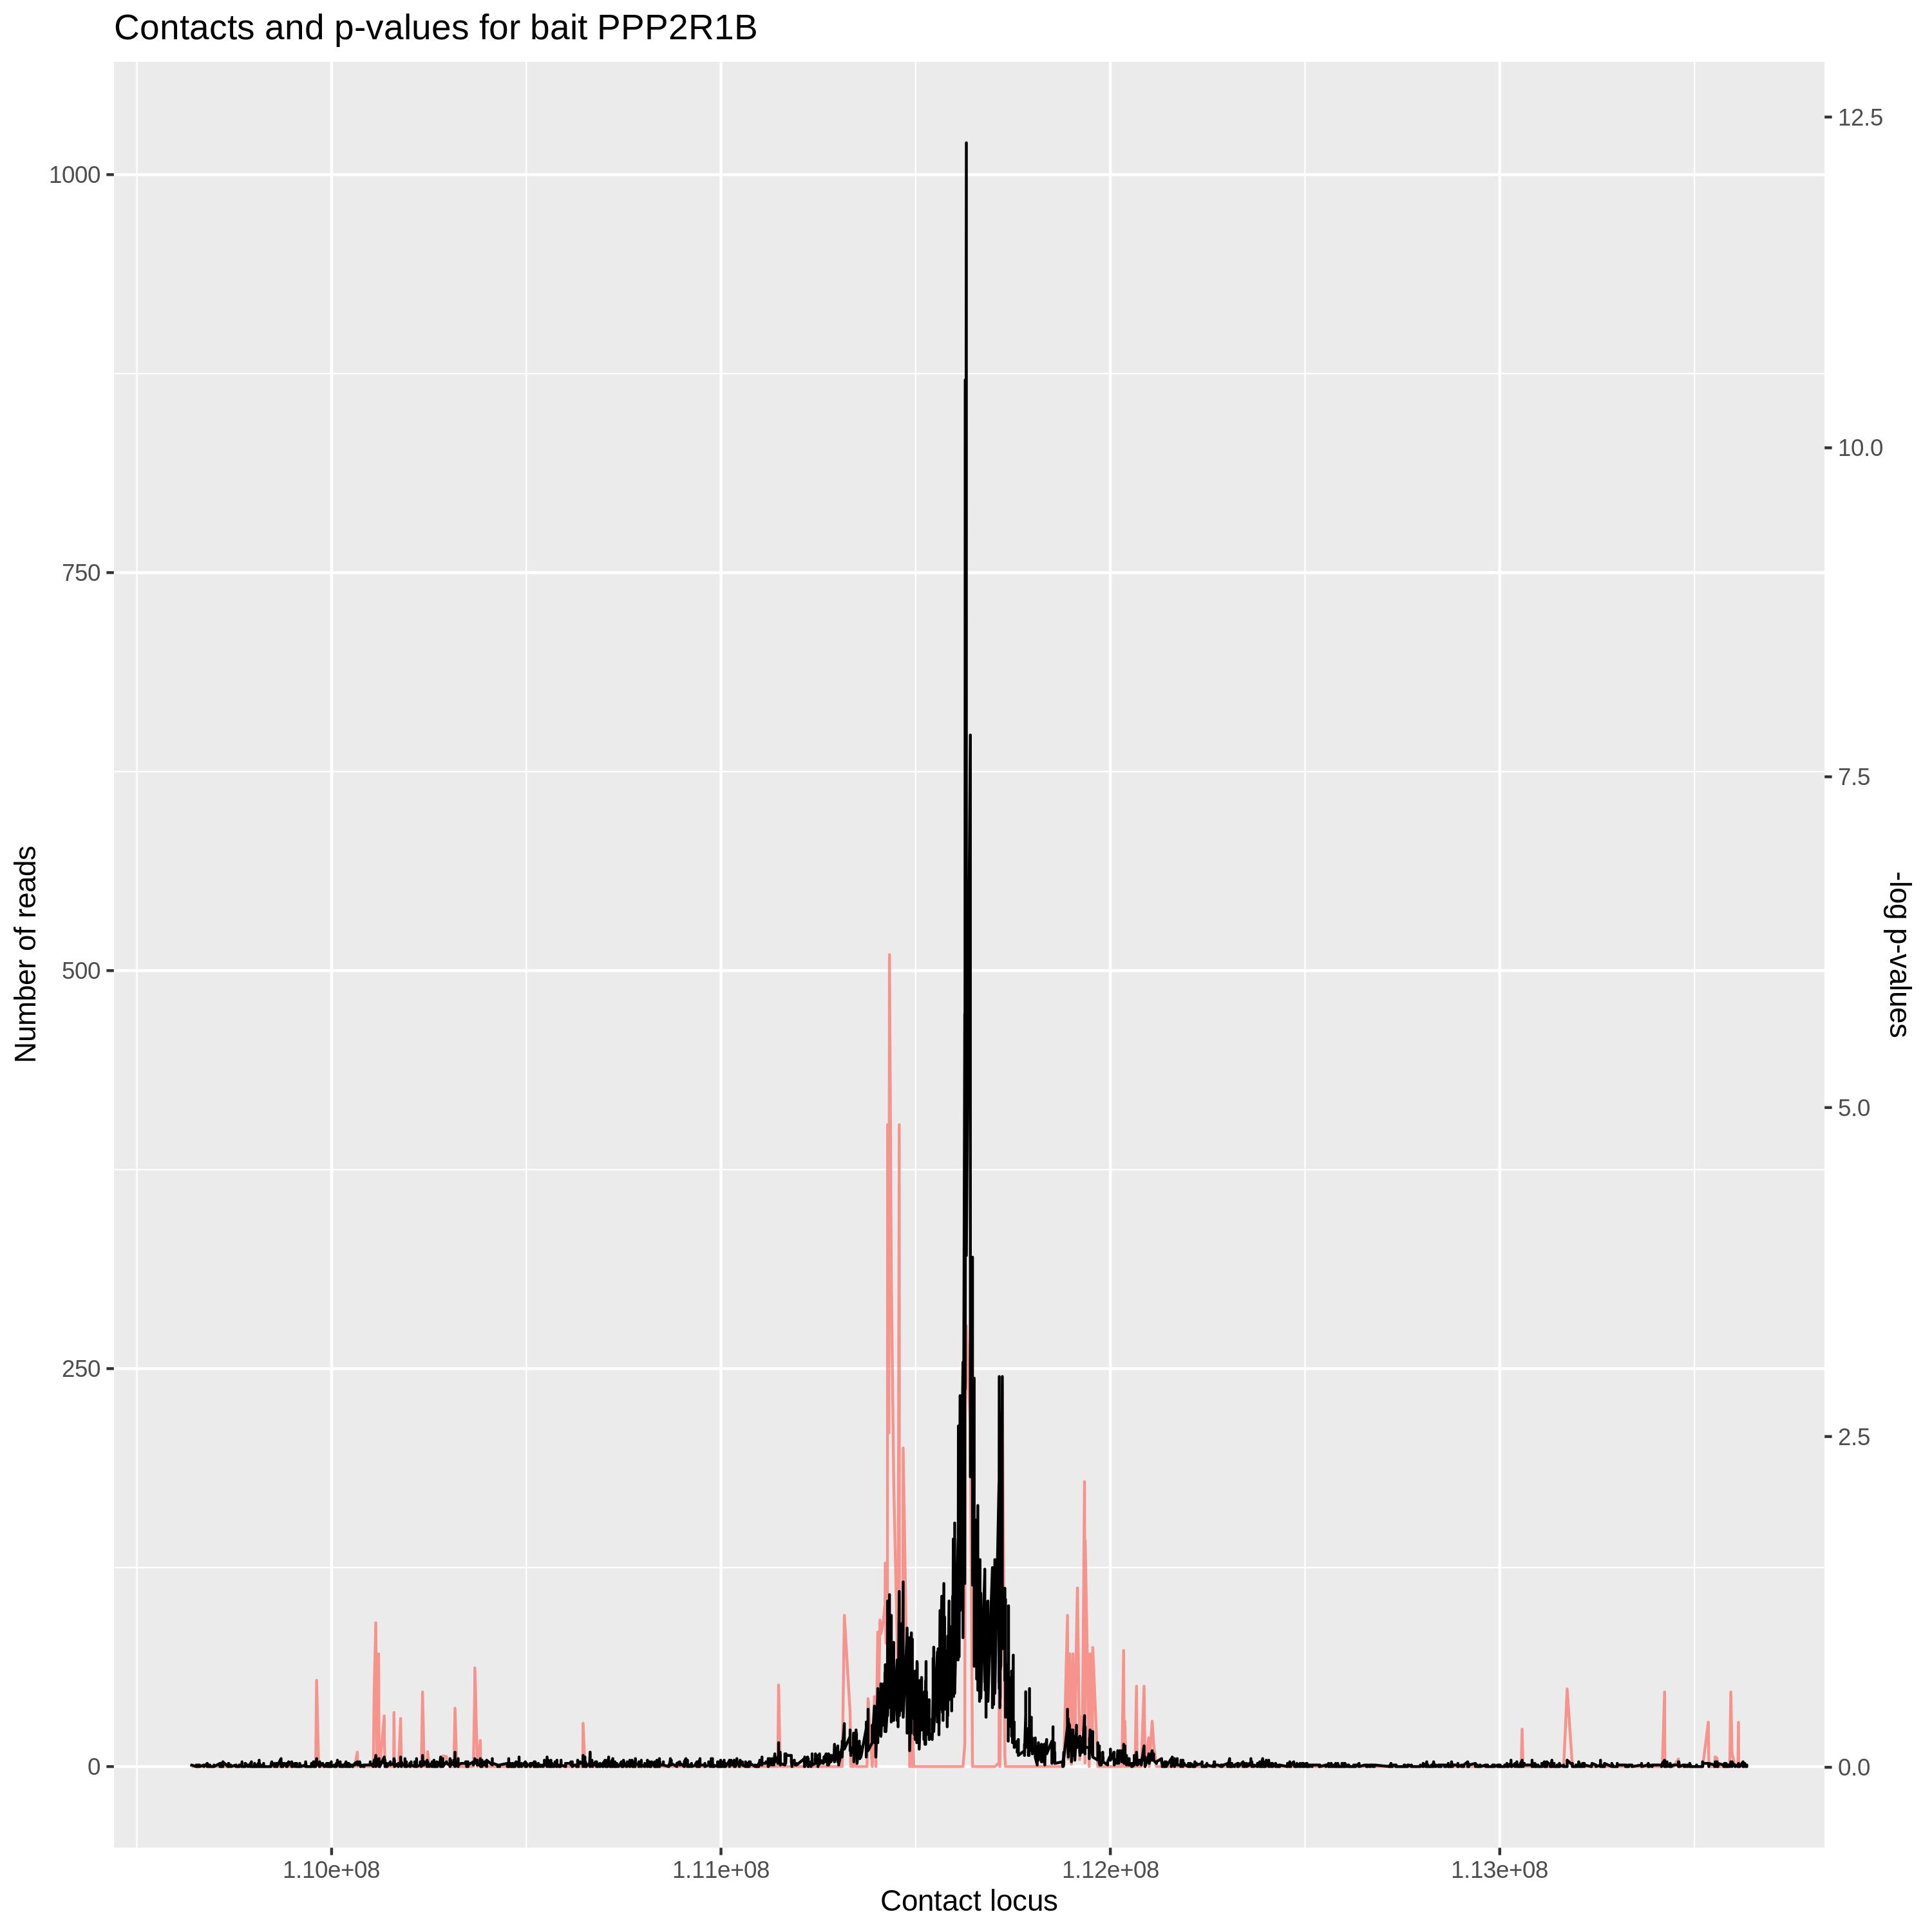 Contacts and p-values for bait PPP2R1B
Number of reads
1000
750
500
250
0
12.5
10.0
7.5
5.0
2.5
0.0
-log p-values
1.10e+08
1.11e+08
1.12e+08
1.13e+08
Contact locus